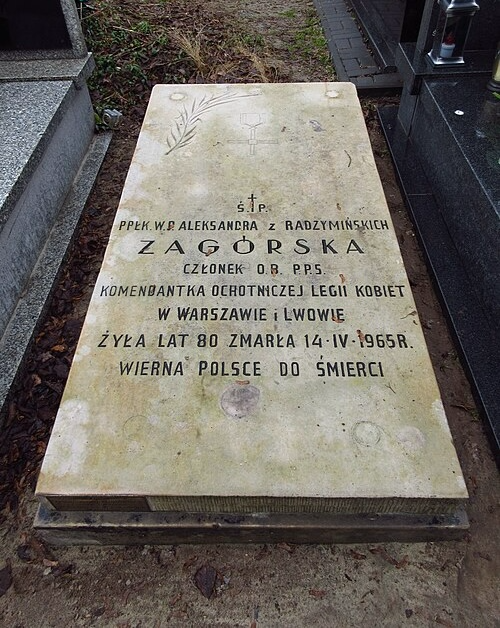 Ś.†P.
PPŁK. W.P. ALEKSANDRA z RADZYMIŃSKICH
ZAGÓRSKA
CZŁONEK O.B. P.P.S.
KOMENDANTKA OCHOTNICZEJ LEGII KOBIET
W WARSZAWIE i LWOWIE
ŻYŁA LAT 80 ZMARŁA 14·IV·1965R.
WIERNA POLSCE DO ŚMIERCI